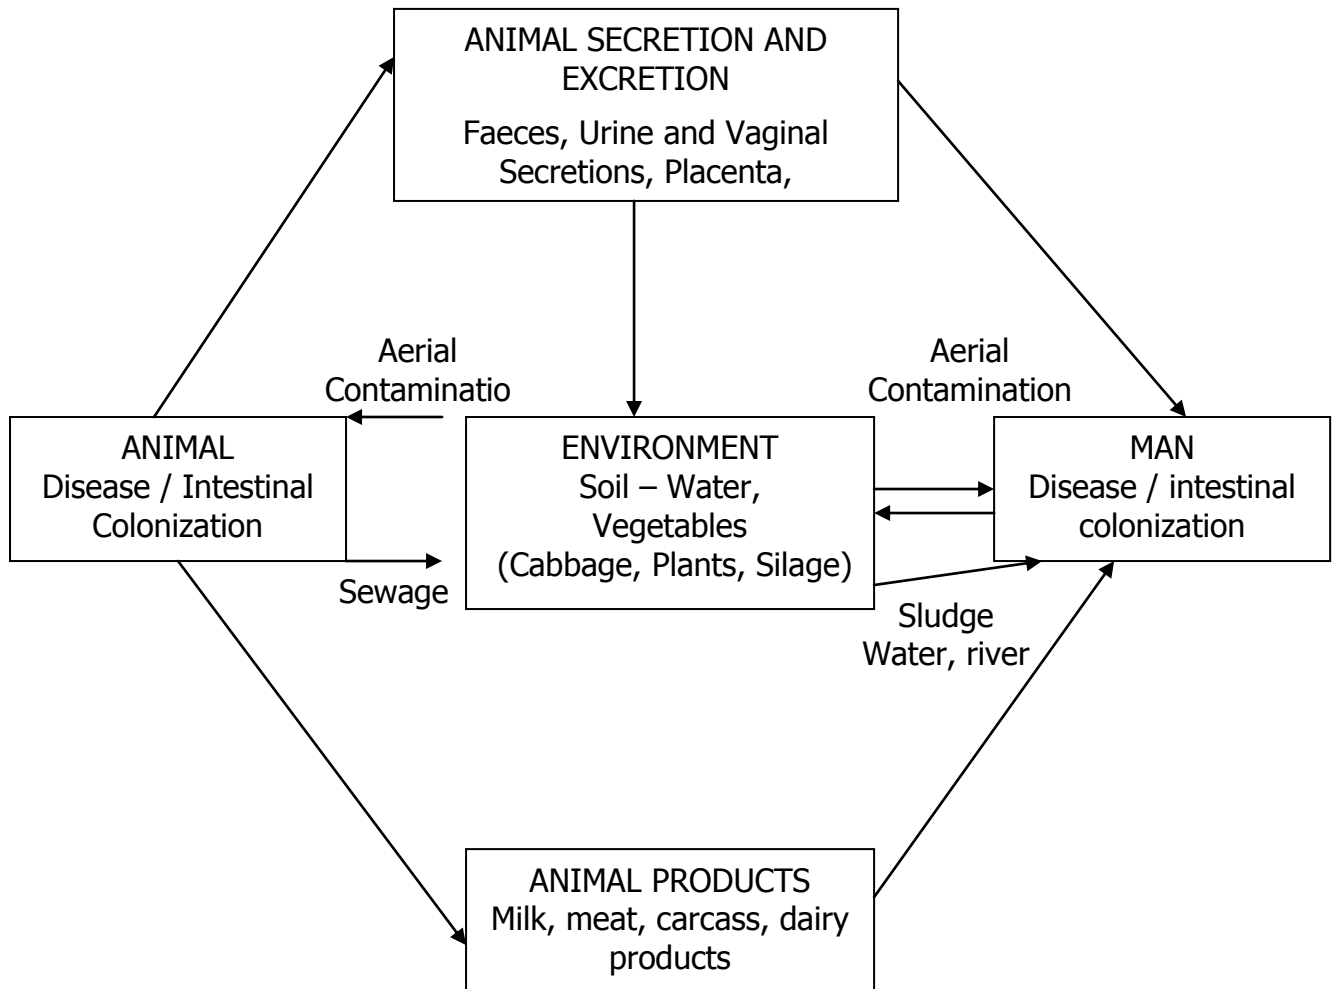 ANIMAL SECRETION AND
EXCRETION
Faeces, Urine and Vaginal
Secretions, Placenta,
Aerial
Contaminatio
Aerial
Contamination
ANIMAL
Disease / Intestinal
Colonization
ENVIRONMENT
Soil – Water,
Vegetables
(Cabbage, Plants, Silage)
MAN
Disease / intestinal
colonization
Sewage
Sludge
Water, river
ANIMAL PRODUCTS
Milk, meat, carcass, dairy
products